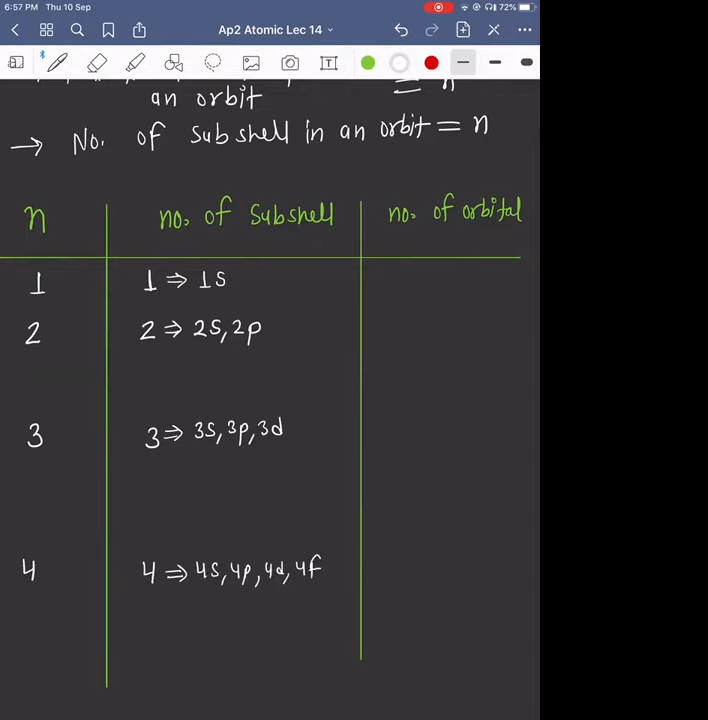 6:57 PM Thu 10 Sep 72%
Ap2 Atomic Lec 14
T
an orbit = n
→ No. of Subshell in an orbit = n
n no. of Subshell no. of orbital
1 1 ⇒ 1s
2 2 ⇒ 2s, 2p
3 3 ⇒ 3s, 3p, 3d
4 4 ⇒ 4s, 4p, 4d, 4f